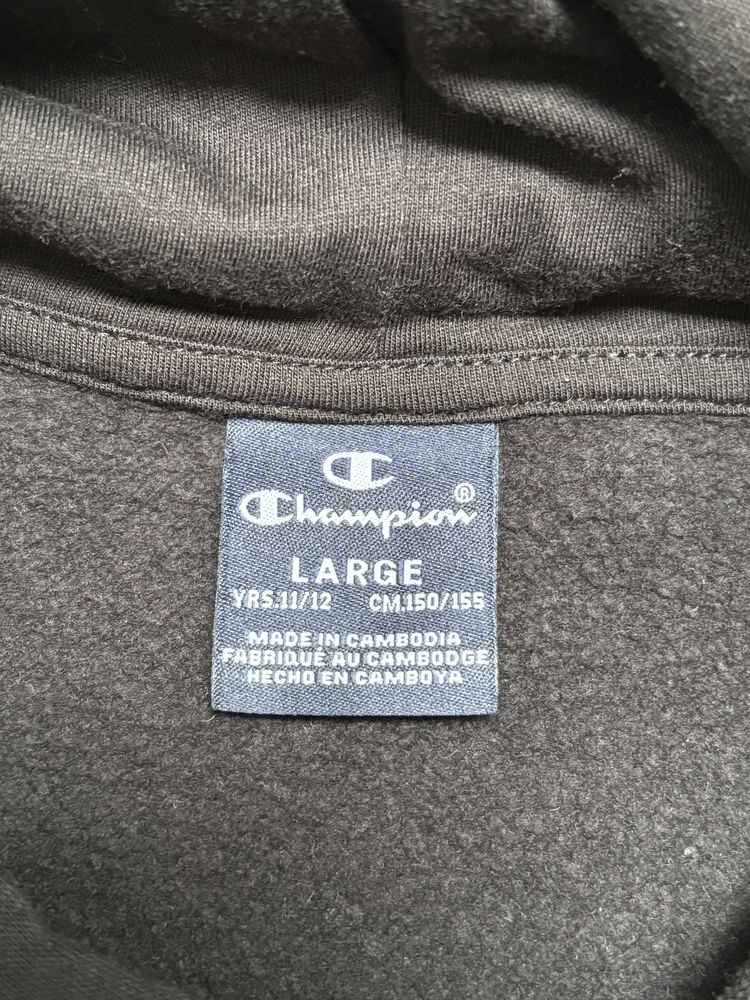 Champion®
LARGE
YRS.11/12 CM.150/155
MADE IN CAMBODIA
FABRIQUÉ AU CAMBODGE
HECHO EN CAMBOYA